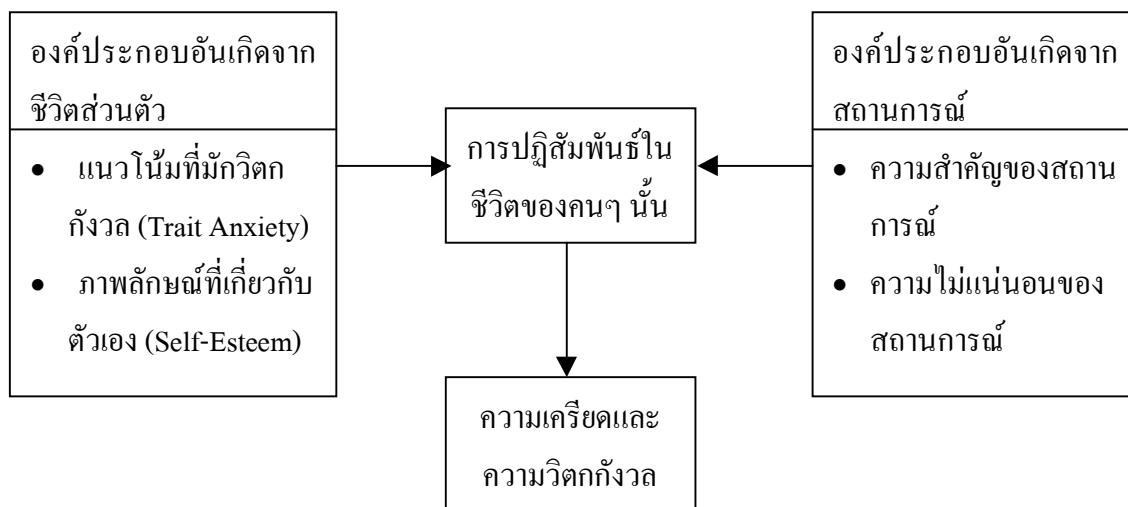 องค์ประกอบอันเกิดจาก
ชีวิตส่วนตัว
• แนวโน้มที่มักวิตก
กังวล (Trait Anxiety)
• ภาพลักษณ์ที่เกี่ยวกับ
ตัวเอง (Self-Esteem)
การปฏิสัมพันธ์ใน
ชีวิตของคนๆ นั้น
องค์ประกอบอันเกิดจาก
สถานการณ์
• ความสำคัญของสถาน
การณ์
• ความไม่แน่นอนของ
สถานการณ์
ความเครียดและ
ความวิตกกังวล